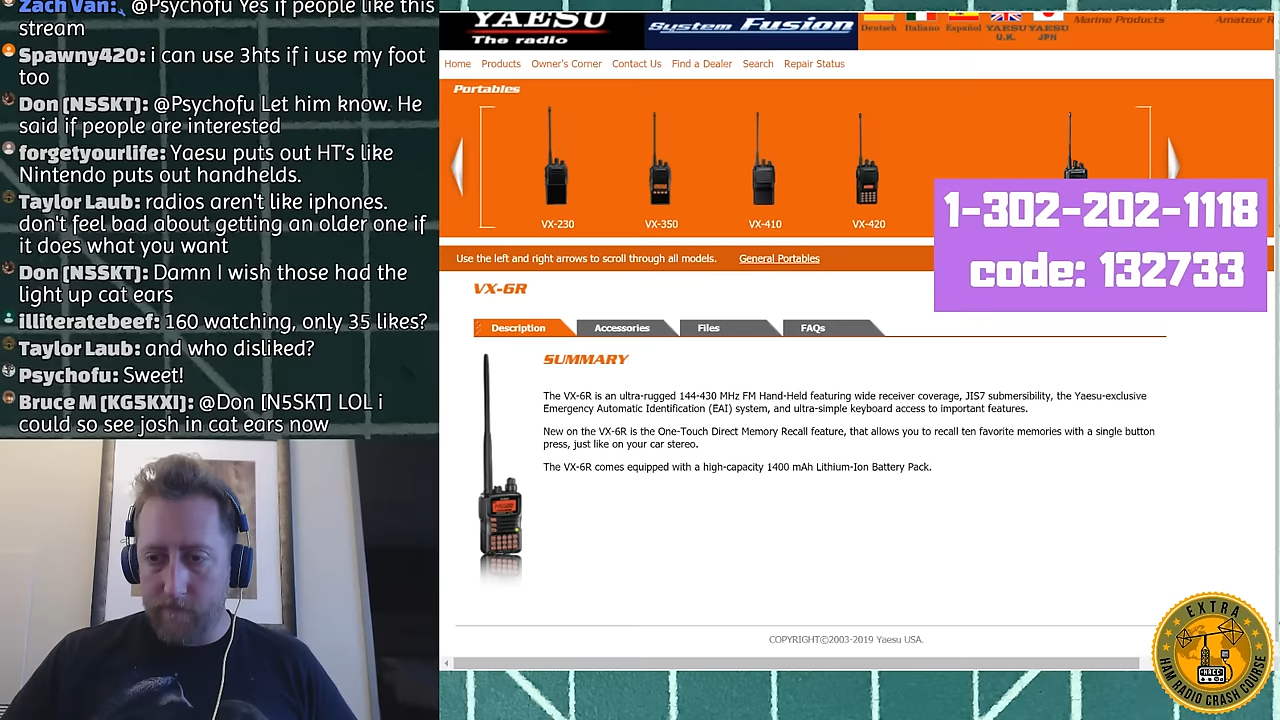 Zach Van: @Psychofu Yes if people like this
stream
Spawny420: i can use 3hts if i use my foot
too
Don [N5SKT]: @Psychofu Let him know. He
said if people are interested
forgetyourlife: Yaesu puts out HT's like
Nintendo puts out handhelds.
Taylor Laub: radios aren't like iphones.
don't feel bad about getting an older one if
it does what you want
Don [N5SKT]: Damn I wish those had the
light up cat ears
illiteratebeef: 160 watching, only 35 likes?
Taylor Laub: and who disliked?
Psychofu: Sweet!
Bruce M [KG5KXI]: @Don [N5SKT] LOL i
could so see josh in cat ears now
YAESU
The radio
System Fusion
Deutsch Italiano Español YAESU U.K. YAESU JPN
Marine Products Amateur R
Home Products Owner's Corner Contact Us Find a Dealer Search Repair Status
Portables
VX-230 VX-350 VX-410 VX-420
1-302-202-1118
code: 132733
Use the left and right arrows to scroll through all models. General Portables
VX-6R
Description Accessories Files FAQs
SUMMARY
The VX-6R is an ultra-rugged 144-430 MHz FM Hand-Held featuring wide receiver coverage, JIS7 submersibility, the Yaesu-exclusive
Emergency Automatic Identification (EAI) system, and ultra-simple keyboard access to important features.
New on the VX-6R is the One-Touch Direct Memory Recall feature, that allows you to recall ten favorite memories with a single button
press, just like on your car stereo.
The VX-6R comes equipped with a high-capacity 1400 mAh Lithium-Ion Battery Pack.
COPYRIGHT©2003-2019 Yaesu USA.
EXTRA
HAM RADIO CRASH COURSE